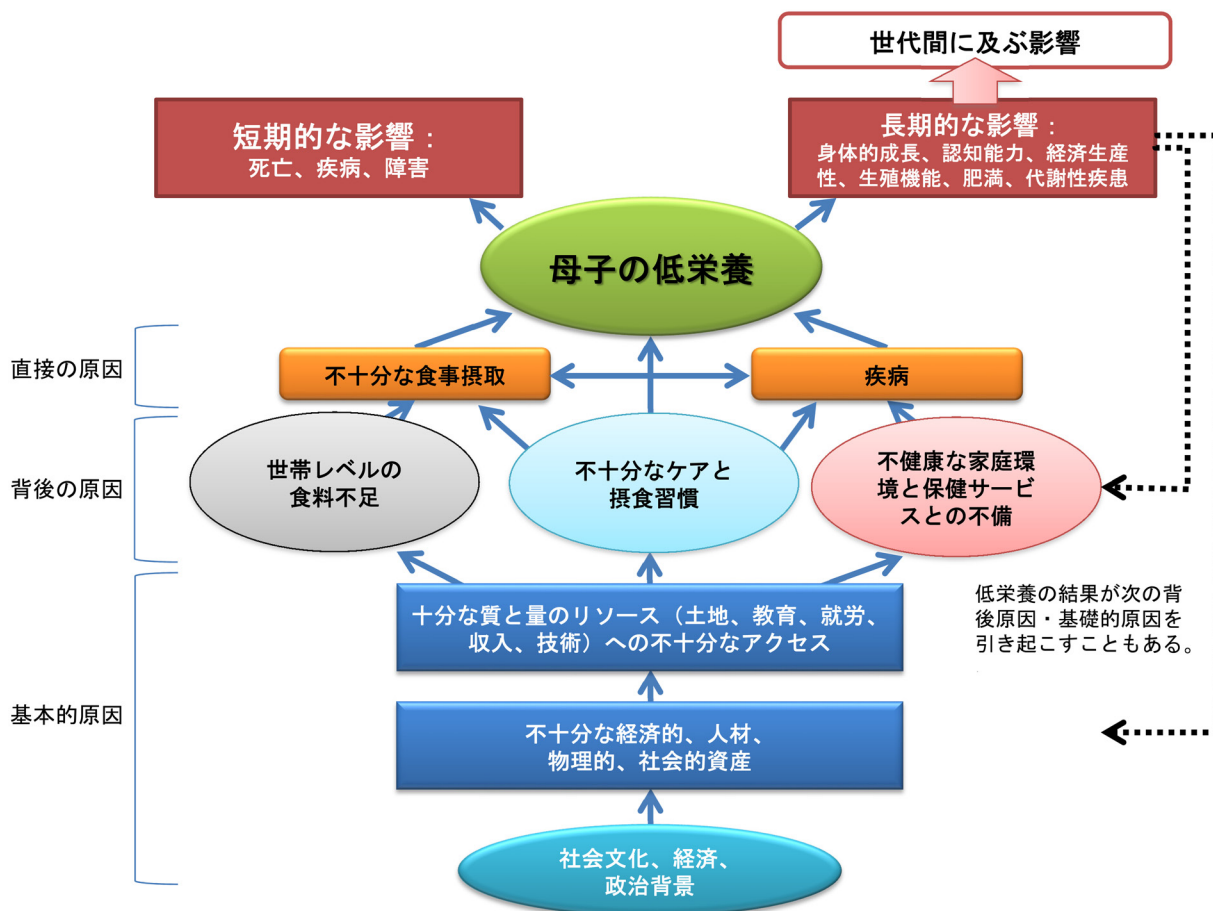 世代間に及ぶ影響
短期的な影響：
死亡、疾病、障害
長期的な影響：
身体的成長、認知能力、経済生産
性、生殖機能、肥満、代謝性疾患
母子の低栄養
直接の原因
不十分な食事摂取
疾病
背後の原因
世帯レベルの
食料不足
不十分なケアと
摂食習慣
不健康な家庭環
境と保健サービ
スとの不備
基本的原因
十分な質と量のリソース（土地、教育、就労、
収入、技術）への不十分なアクセス
低栄養の結果が次の背
後原因・基礎的原因を
引き起こすこともある。
不十分な経済的、人材、
物理的、社会的資産
社会文化、経済、
政治背景